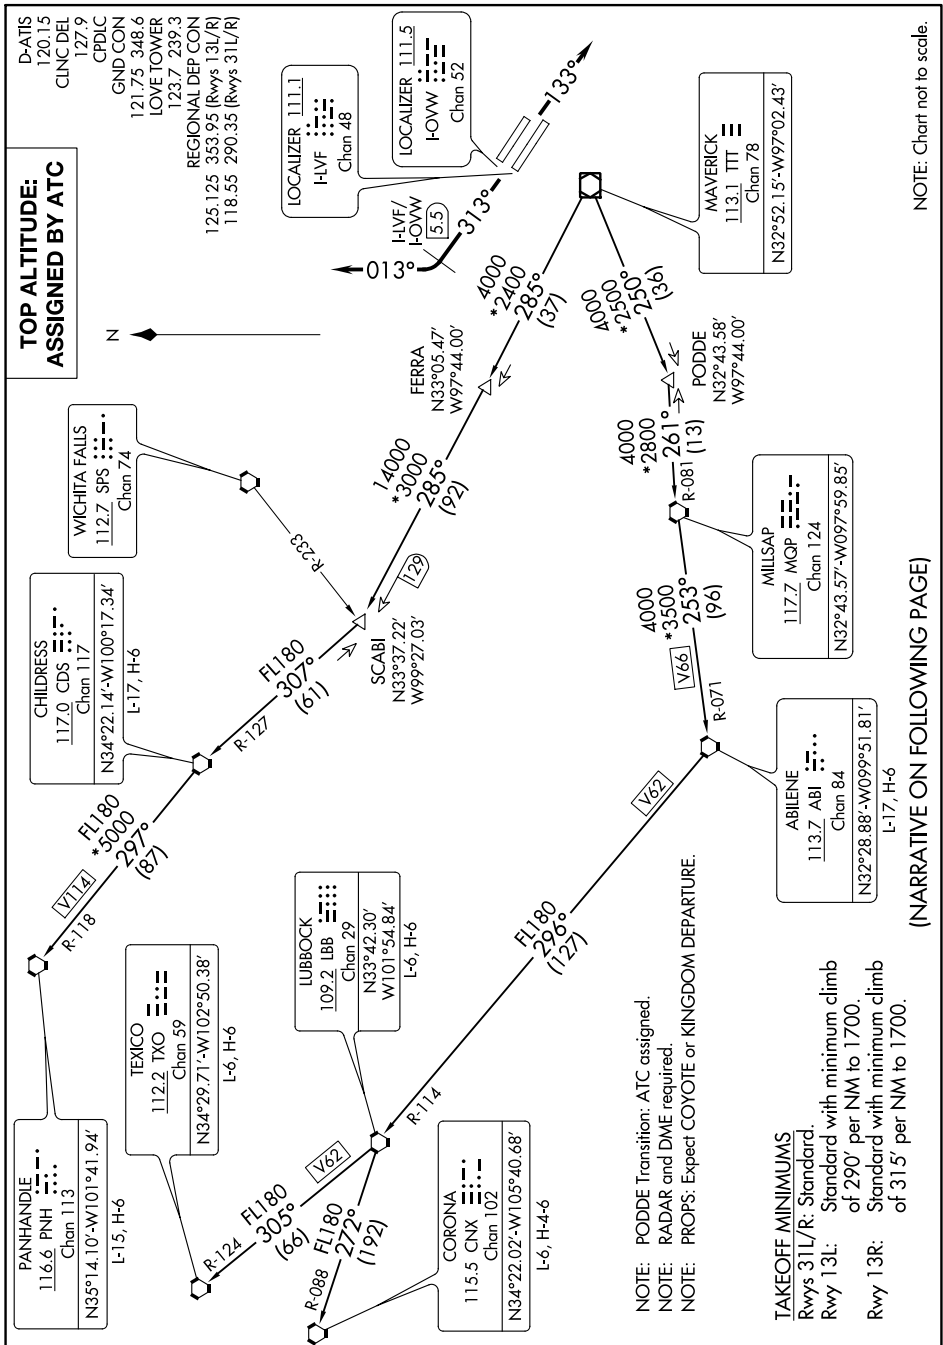 TOP ALTITUDE:
ASSIGNED BY ATC
D-ATIS
120.15
CLNC DEL
127.9
CPDLC
GND CON
121.75 348.6
LOVE TOWER
123.7 239.3
REGIONAL DEP CON
125.125 353.95 (Rwys 13L/R)
118.55 290.35 (Rwys 31L/R)
N
LOCALIZER 111.1
I-LVF
Chan 48
LOCALIZER 111.5
I-OVW
Chan 52
I-LVF/
I-OVW
5.5
313°
133°
013°
MAVERICK
113.1 TTT
Chan 78
N32°52.15'-W97°02.43'
4000
*2400
285°
(37)
4000
*2500
250°
(36)
FERRA
N33°05.47'
W97°44.00'
PODDE
N32°43.58'
W97°44.00'
14000
*3000
285°
(92)
129
4000
*2800
261°
(13)
R-081
MILLSAP
117.7 MQP
Chan 124
N32°43.57'-W097°59.85'
WICHITA FALLS
112.7 SPS
Chan 74
R-233
SCABI
N33°37.22'
W99°27.03'
4000
*3500
253°
(96)
V66
R-071
FL180
307°
(61)
R-127
CHILDRESS
117.0 CDS
Chan 117
N34°22.14'-W100°17.34'
L-17, H-6
ABILENE
113.7 ABI
Chan 84
N32°28.88'-W099°51.81'
L-17, H-6
FL180
*5000
297°
(87)
V114
R-118
V62
FL180
296°
(127)
R-114
LUBBOCK
109.2 LBB
Chan 29
N33°42.30'
W101°54.84'
L-6, H-6
TEXICO
112.2 TXO
Chan 59
N34°29.71'-W102°50.38'
L-6, H-6
PANHANDLE
116.6 PNH
Chan 113
N35°14.10'-W101°41.94'
L-15, H-6
V62
FL180
305°
(66)
R-124
FL180
272°
(192)
R-088
CORONA
115.5 CNX
Chan 102
N34°22.02'-W105°40.68'
L-6, H-4-6
NOTE: PODDE Transition: ATC assigned.
NOTE: RADAR and DME required.
NOTE: PROPS: Expect COYOTE or KINGDOM DEPARTURE.
TAKEOFF MINIMUMS
Rwys 31L/R: Standard.
Rwy 13L: Standard with minimum climb
of 290' per NM to 1700.
Rwy 13R: Standard with minimum climb
of 315' per NM to 1700.
(NARRATIVE ON FOLLOWING PAGE)
NOTE: Chart not to scale.